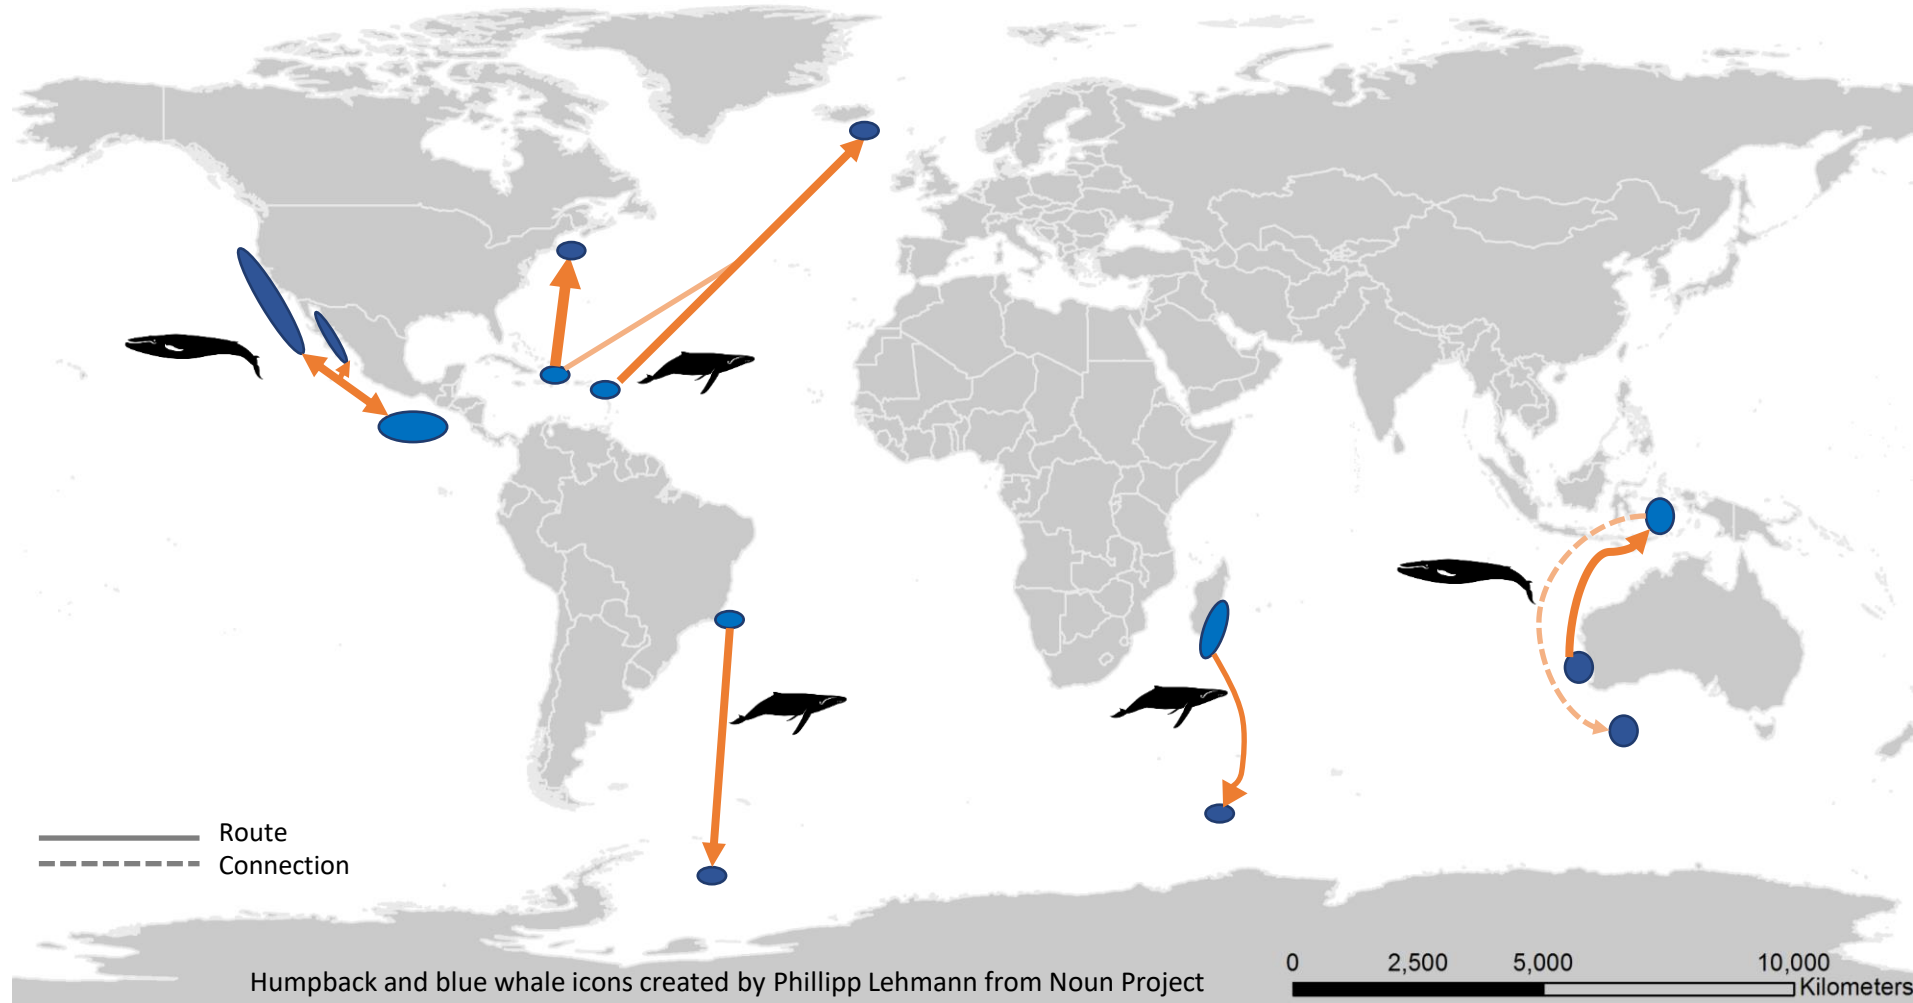 Route
Connection
Humpback and blue whale icons created by Phillipp Lehmann from Noun Project
0 2,500 5,000 10,000
Kilometers